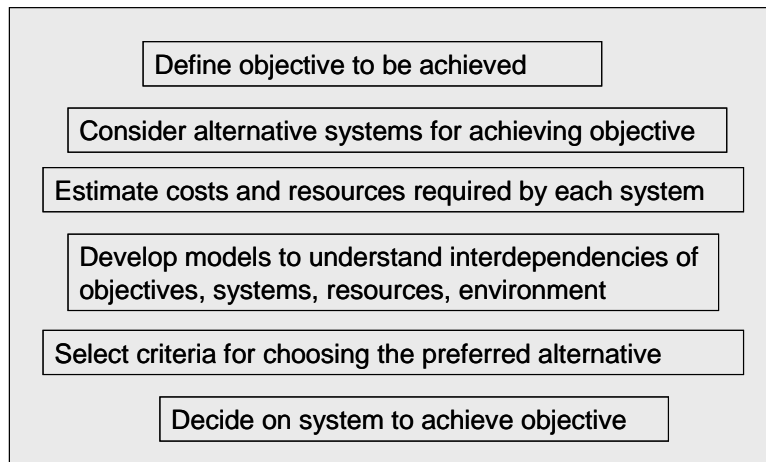 Define objective to be achieved
Consider alternative systems for achieving objective
Estimate costs and resources required by each system
Develop models to understand interdependencies of
objectives, systems, resources, environment
Select criteria for choosing the preferred alternative
Decide on system to achieve objective